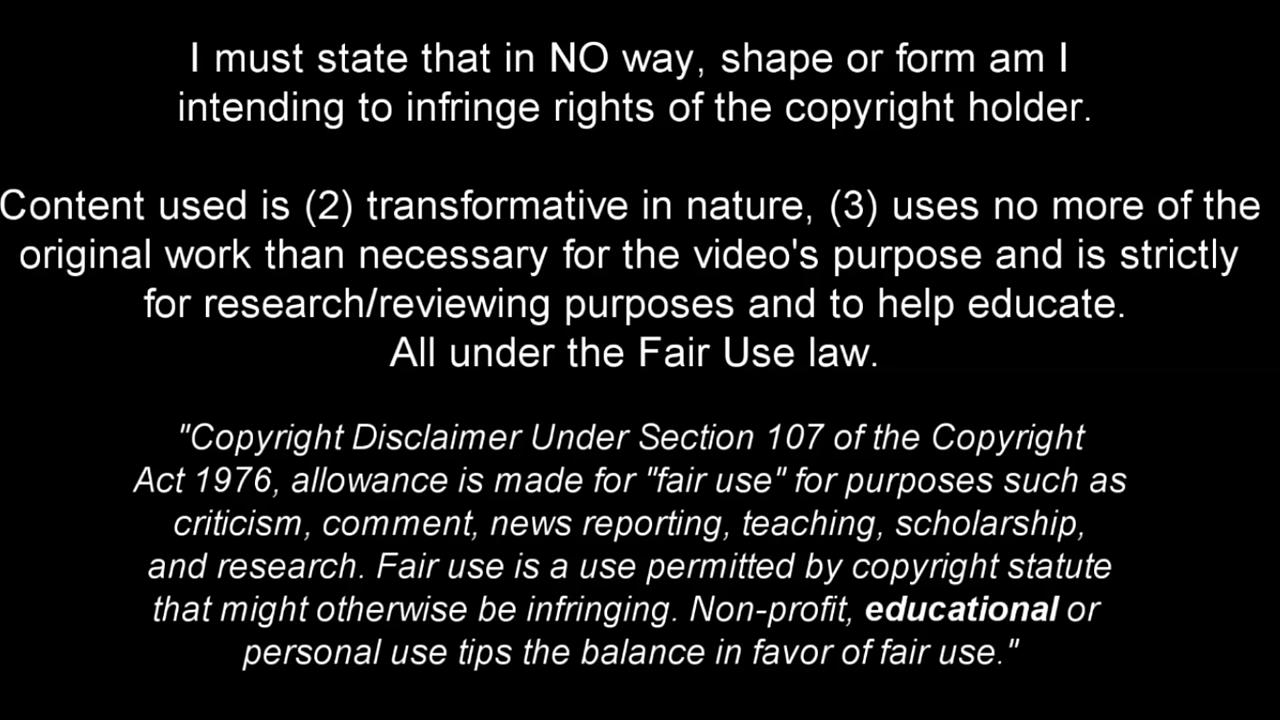 I must state that in NO way, shape or form am I
intending to infringe rights of the copyright holder.
Content used is (2) transformative in nature, (3) uses no more of the
original work than necessary for the video's purpose and is strictly
for research/reviewing purposes and to help educate.
All under the Fair Use law.
"Copyright Disclaimer Under Section 107 of the Copyright
Act 1976, allowance is made for "fair use" for purposes such as
criticism, comment, news reporting, teaching, scholarship,
and research. Fair use is a use permitted by copyright statute
that might otherwise be infringing. Non-profit, educational or
personal use tips the balance in favor of fair use."